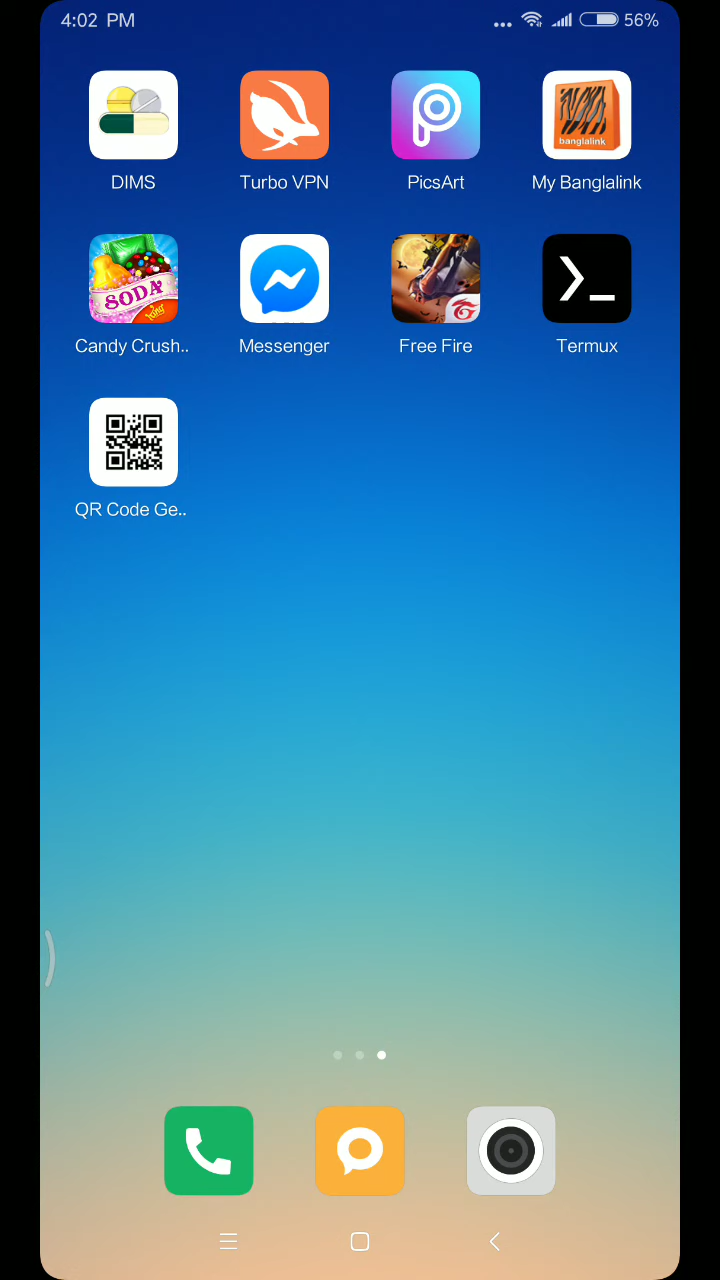 4:02 PM
56%
DIMS
Turbo VPN
PicsArt
banglalink
My Banglalink
SODA
King
Candy Crush..
Messenger
Free Fire
Termux
QR Code Ge..